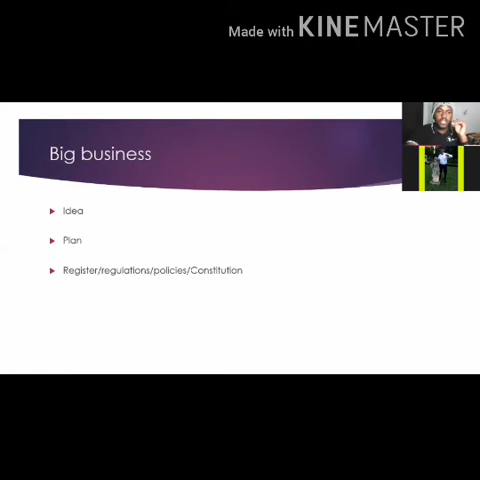 Made with KINEMASTER
Big business
Idea
Plan
Register/regulations/policies/Constitution